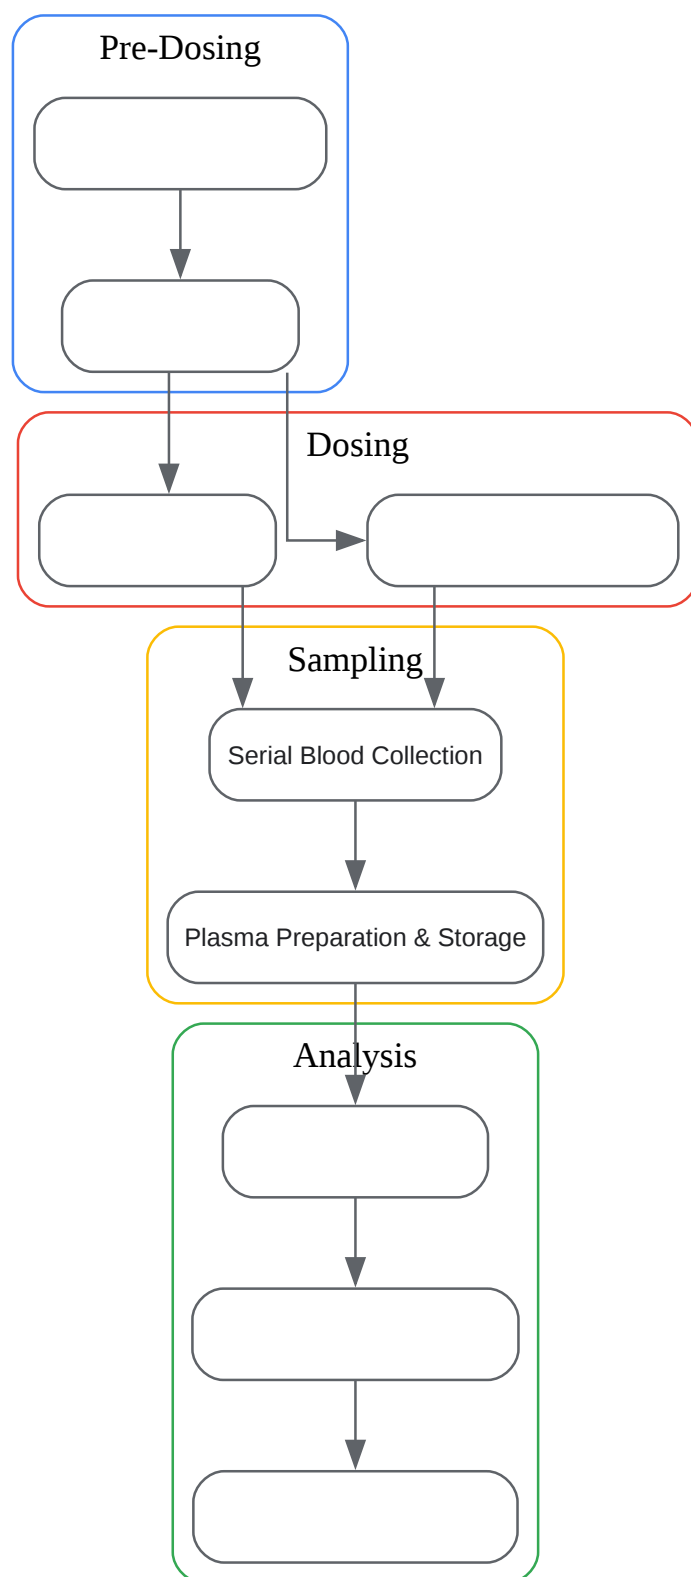 Pre-Dosing
Dosing
Sampling
Serial Blood Collection
Plasma Preparation & Storage
Analysis